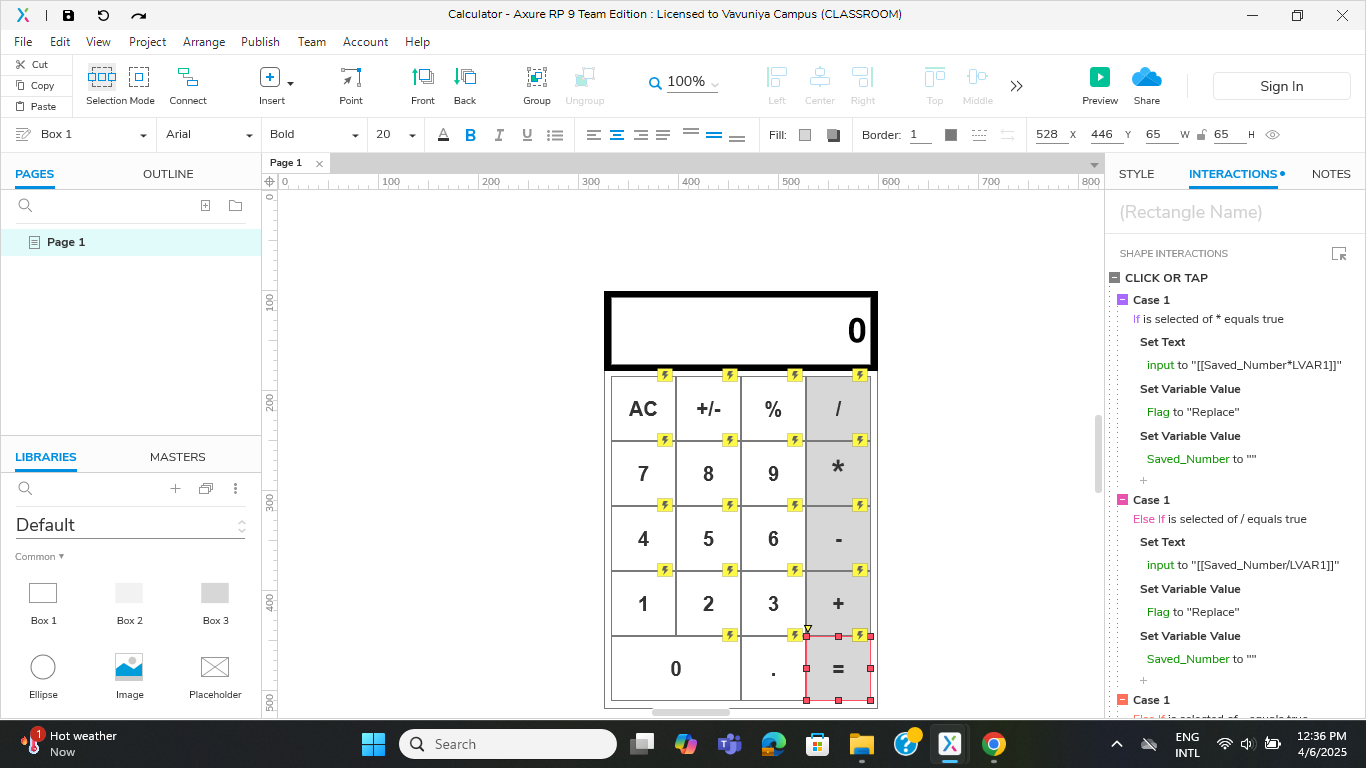 Calculator - Axure RP 9 Team Edition : Licensed to Vavuniya Campus (CLASSROOM)
File Edit View Project Arrange Publish Team Account Help
Cut
Copy
Paste
Selection Mode
Connect
Insert
Point
Front
Back
Group
Ungroup
100%
Left
Center
Right
Top
Middle
Preview
Share
Sign In
Box 1
Arial
Bold
20
A B I U
Fill:
Border: 1
528 X 446 Y 65 W 65 H
PAGES OUTLINE
Page 1
Page 1
0 100 200 300 400 500 600 700 800
0
100
200
300
400
500
LIBRARIES MASTERS
Default
Common
Box 1 Box 2 Box 3
Ellipse Image Placeholder
0
AC +/- % /
7 8 9 *
4 5 6 -
1 2 3 +
0 . =
STYLE INTERACTIONS NOTES
(Rectangle Name)
SHAPE INTERACTIONS
CLICK OR TAP
Case 1
If is selected of * equals true
Set Text
input to "[[Saved_Number*LVAR1]]"
Set Variable Value
Flag to "Replace"
Set Variable Value
Saved_Number to ""
+
Case 1
Else If is selected of / equals true
Set Text
input to "[[Saved_Number/LVAR1]]"
Set Variable Value
Flag to "Replace"
Set Variable Value
Saved_Number to ""
+
Case 1
1
Hot weather
Now
Search
ENG
INTL
12:36 PM
4/6/2025